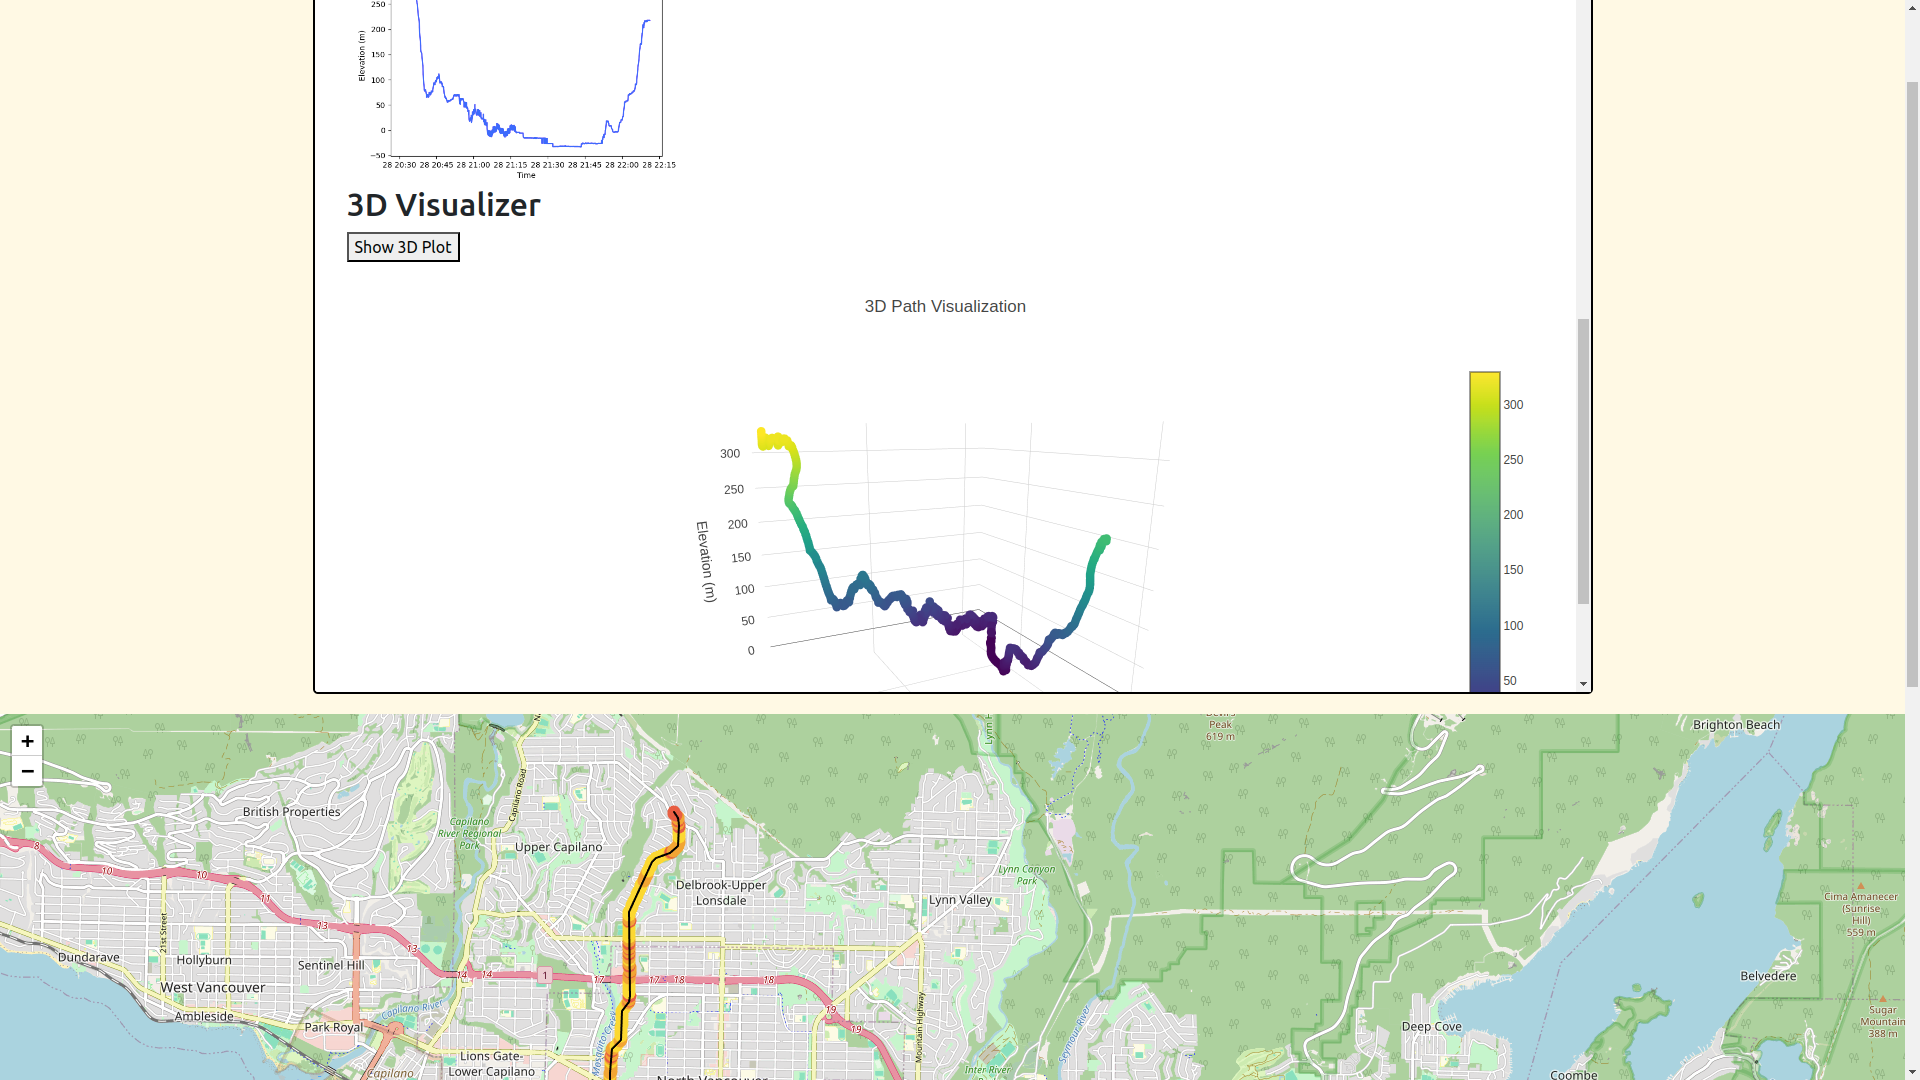 250
200
150
100
50
0
−50
Elevation (m)
28 20:30 28 20:45 28 21:00 28 21:15 28 21:30 28 21:45 28 22:00 28 22:15
Time
3D Visualizer
Show 3D Plot
3D Path Visualization
300
250
200
150
100
50
0
Elevation (m)
300
250
200
150
100
50
+
−
Peak
619 m
Brighton Beach
Lynn
British Properties
Capilano Road
Capilano
River Regional
Park
Upper Capilano
8
10
10
11
13
13
14
14
1
17
17
18
18
19
19
Delbrook-Upper
Lonsdale
Lynn Canyon
Park
Lynn Valley
Cima Amanecer
(Sunrise
Hill)
559 m
21st Street
Dundarave
Hollyburn
Sentinel Hill
West Vancouver
Ambleside
Park Royal
Capilano River
Mosquito Creek
Mountain Highway
Seymour River
Belvedere
Deep Cove
Sugar
Mountain
388 m
Lions Gate-
Lower Capilano
Capilano
North Vancouver
Inter River
Coombe